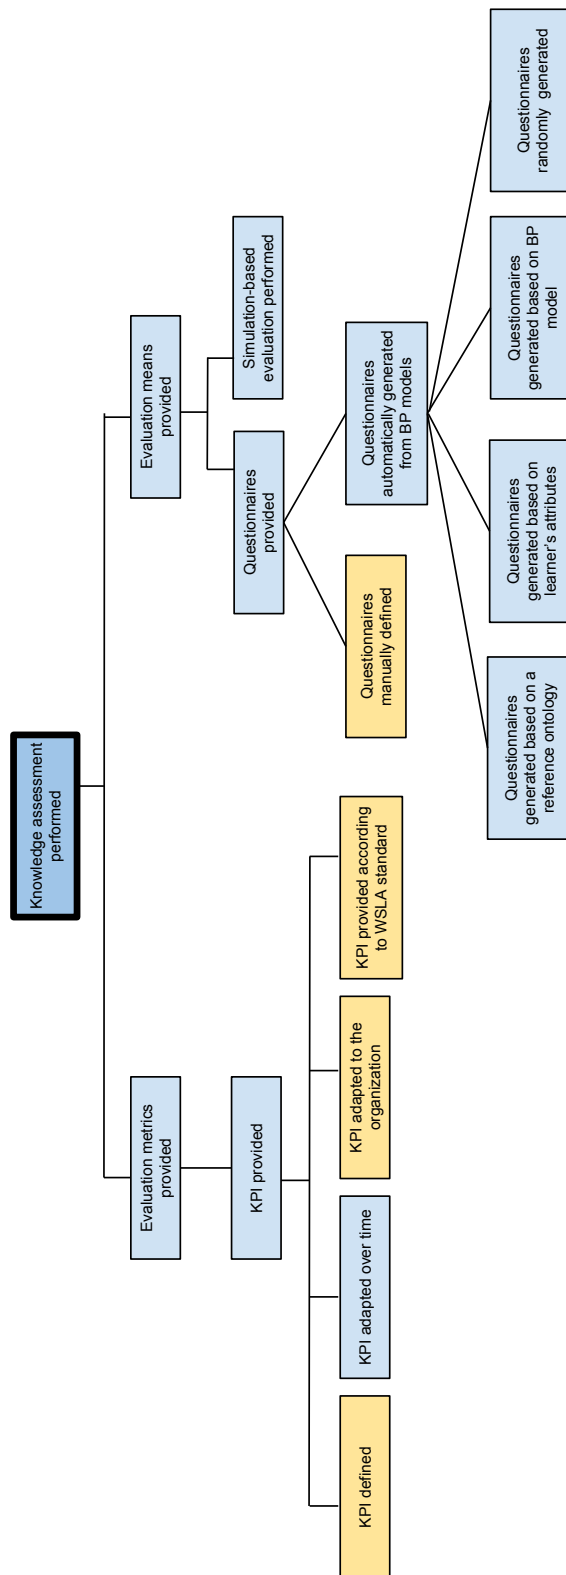 Knowledge assessment
performed
Evaluation metrics
provided
Evaluation means
provided
KPI provided
Questionnaires
provided
Simulation-based
evaluation performed
KPI defined
KPI adapted over time
KPI adapted to the
organization
KPI provided according
to WSLA standard
Questionnaires
manually defined
Questionnaires
automatically generated
from BP models
Questionnaires
generated based on a
reference ontology
Questionnaires
generated based on
learner's attributes
Questionnaires
generated based on BP
model
Questionnaires
randomly generated